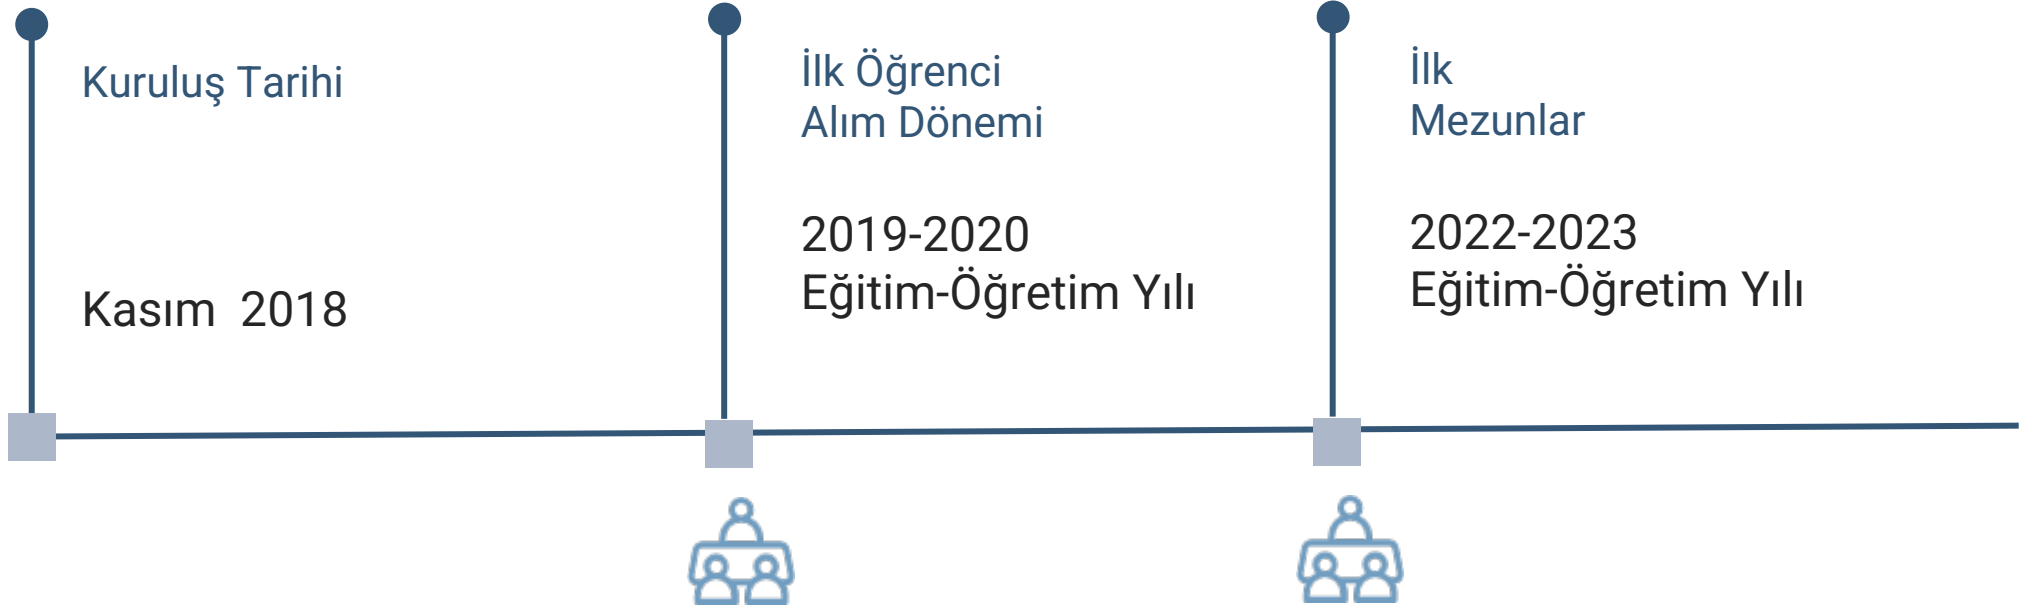 Kuruluş Tarihi
Kasım 2018
İlk Öğrenci
Alım Dönemi
2019-2020
Eğitim-Öğretim Yılı
İlk
Mezunlar
2022-2023
Eğitim-Öğretim Yılı